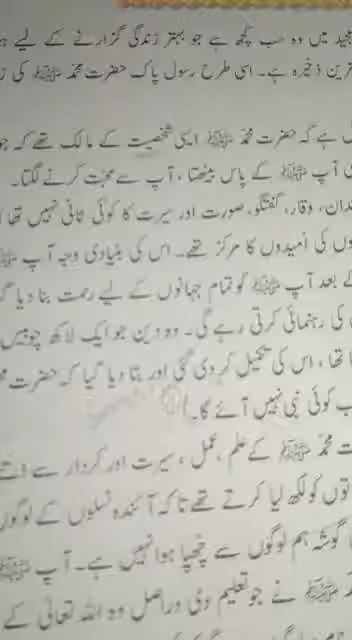 مجید میں وہ سب کچھ ہے جو بہتر زندگی گزارنے کے لیے
ترین ذخیرہ ہے۔ اسی طرح رسول پاک حضرت محمد ﷺ کی
ہے کہ حضرت محمد ﷺ ایسی شخصیت کے مالک تھے کہ جو
آپ ﷺ کے پاس بیٹھتا، آپ سے محبت کرنے لگتا۔
وقار، گفتگو، صورت اور سیرت کا کوئی ثانی نہیں تھا
کی اُمیدوں کا مرکز تھے۔ اس کی بنیادی وجہ آپ ﷺ
کے بعد آپ ﷺ کو تمام جہانوں کے لیے رحمت بنا دیا
کی رہنمائی کرتی رہے گی۔ وہ دین جو ایک لاکھ چوبیس
تھا، اس کی تکمیل کر دی گئی اور بتا دیا گیا کہ حضرت
اب کوئی نبی نہیں آئے گا۔
محمد ﷺ کے علم، عمل، سیرت اور کردار سے
کو لکھ لیا کرتے تھے تاکہ آئندہ نسلوں کے لوگوں
گوشہ ہم لوگوں سے چھپا ہوا نہیں ہے۔ آپ ﷺ
ﷺ نے جو تعلیم دی وہ دراصل وہ اللہ تعالیٰ کے